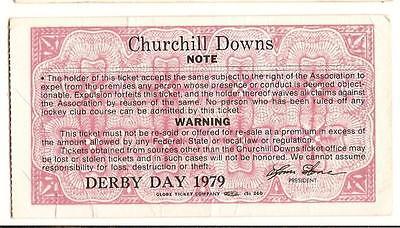 Churchill Downs
NOTE
• The holder of this ticket accepts the same subject to the right of the Association to
expel from the premises any person whose presence or conduct is deemed object-
ionable. Expulsion forfeits this ticket, and the holder thereof waives all claims against
the Association by reason of the same. No person who has been ruled off any
jockey club course can be admitted by this ticket.
WARNING
This ticket must not be re-sold or offered for re-sale at a premium in excess of
the amount allowed by any Federal, State or local law or regulation.
Tickets obtained from sources other than the Churchill Downs ticket office may
be lost or stolen tickets and in such cases will not be honored. We cannot assume
responsibility for loss, destruction or theft.
DERBY DAY 1979
PRESIDENT
GLOBE TICKET COMPANY